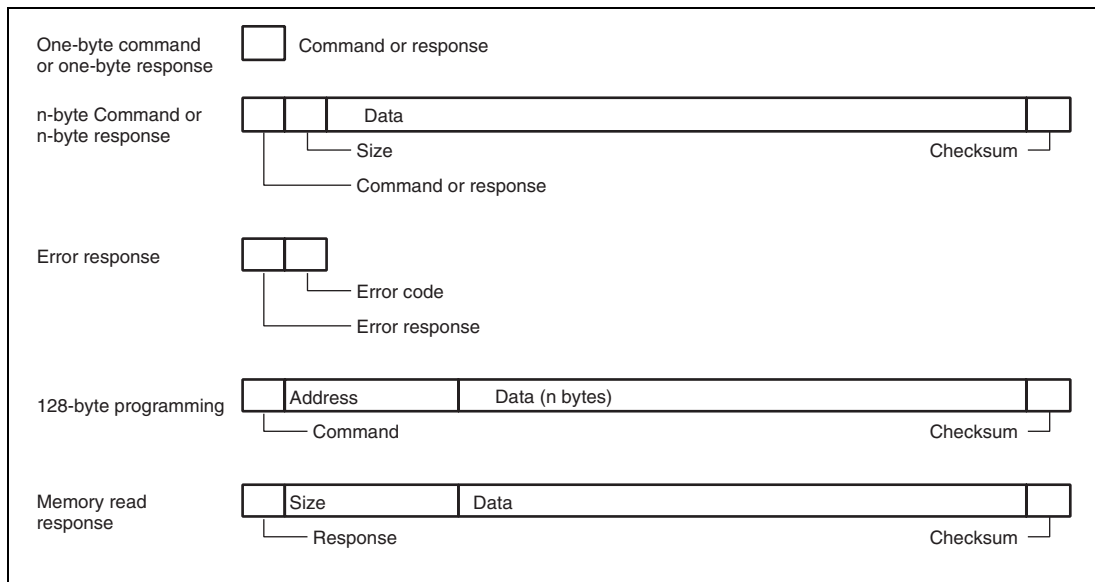 One-byte command
or one-byte response
Command or response
n-byte Command or
n-byte response
Data
Size
Checksum
Command or response
Error response
Error code
Error response
128-byte programming
Address
Data (n bytes)
Command
Checksum
Memory read
response
Size
Data
Response
Checksum